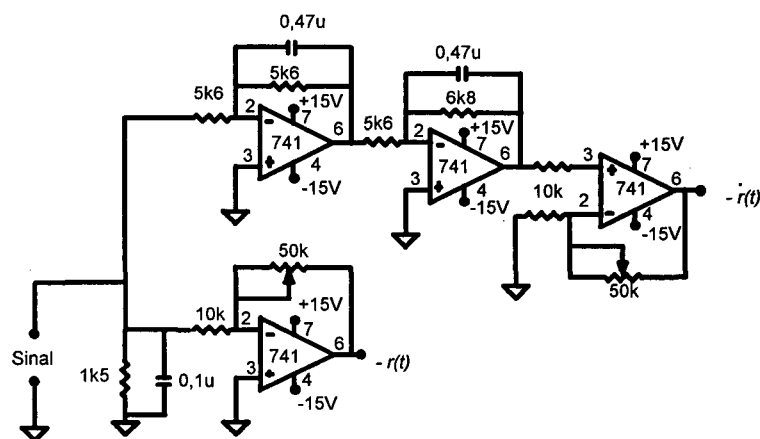 0,47u
5k6
5k6
+15V
2
7
741
6
3
4
-15V
0,47u
6k8
5k6
+15V
2
7
741
6
3
4
-15V
10k
3
+15V
7
741
6
- ṙ(t)
2
4
-15V
50k
50k
10k
+15V
2
7
741
6
- r(t)
3
4
-15V
Sinal
1k5
0,1u